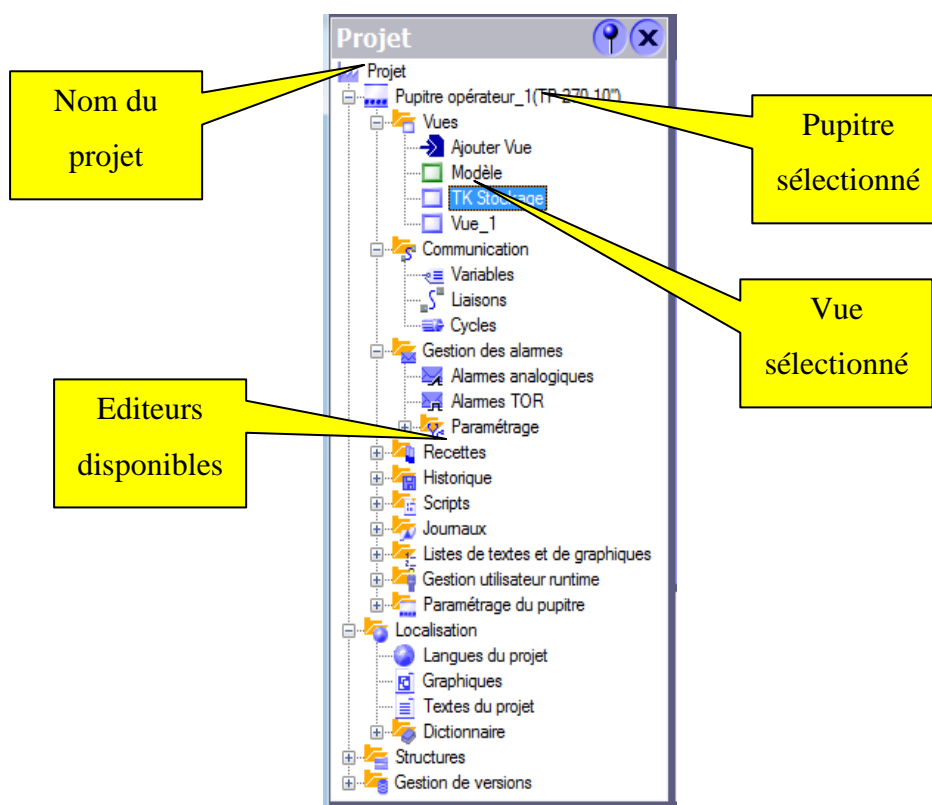 Projet
Projet
Nom du
projet
Pupitre opérateur_1(TP 270 10")
Vues
Ajouter Vue
Modèle
TK Stockage
Vue_1
Pupitre
sélectionné
Communication
Variables
Liaisons
Cycles
Vue
sélectionné
Gestion des alarmes
Alarmes analogiques
Alarmes TOR
Paramétrage
Editeurs
disponibles
Recettes
Historique
Scripts
Journaux
Listes de textes et de graphiques
Gestion utilisateur runtime
Paramétrage du pupitre
Localisation
Langues du projet
Graphiques
Textes du projet
Dictionnaire
Structures
Gestion de versions